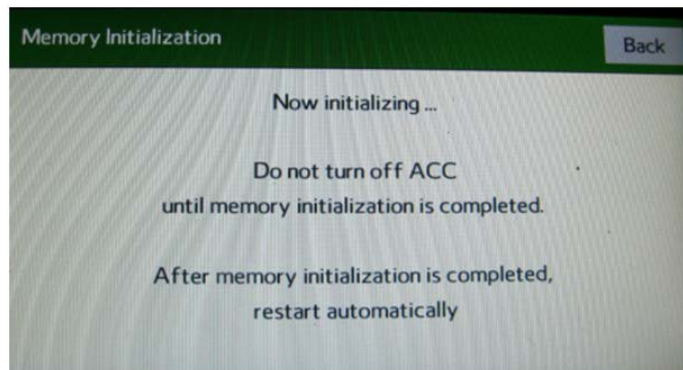 Memory Initialization
Back
Now initializing ...
Do not turn off ACC
until memory initialization is completed.
After memory initialization is completed,
restart automatically